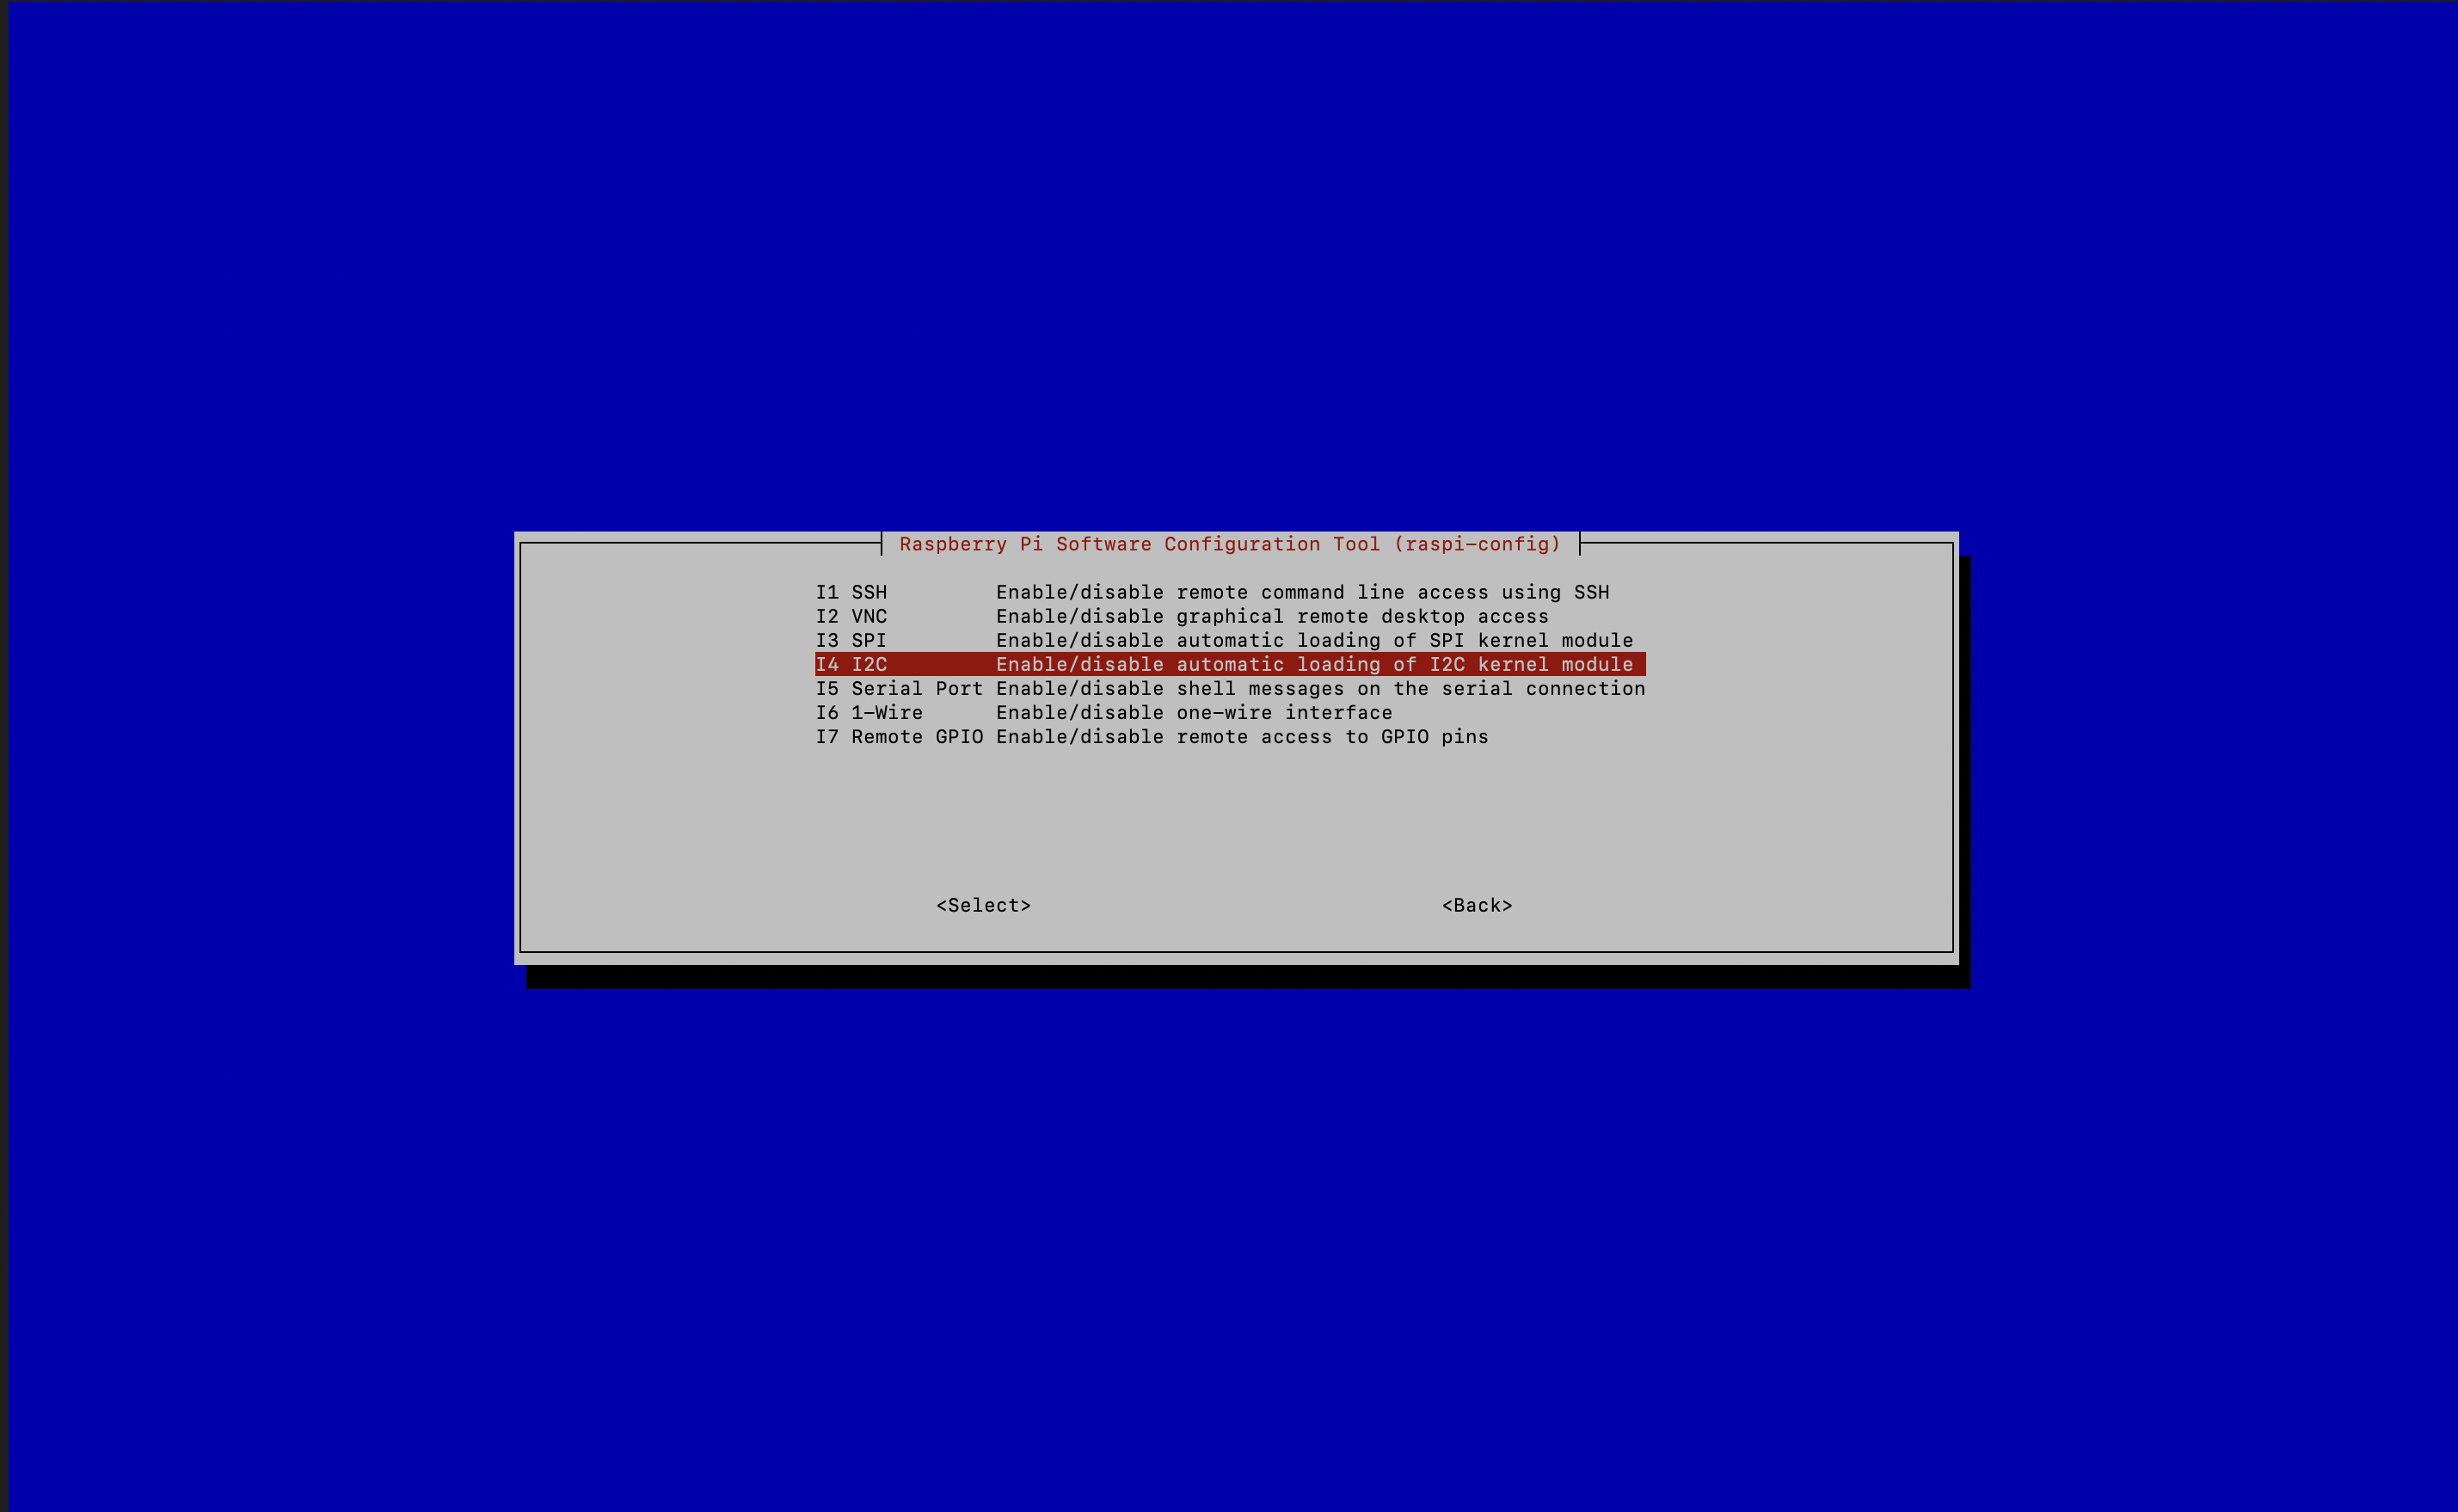 Raspberry Pi Software Configuration Tool (raspi-config)
I1 SSH Enable/disable remote command line access using SSH
I2 VNC Enable/disable graphical remote desktop access
I3 SPI Enable/disable automatic loading of SPI kernel module
I4 I2C Enable/disable automatic loading of I2C kernel module
I5 Serial Port Enable/disable shell messages on the serial connection
I6 1-Wire Enable/disable one-wire interface
I7 Remote GPIO Enable/disable remote access to GPIO pins
<Select> <Back>